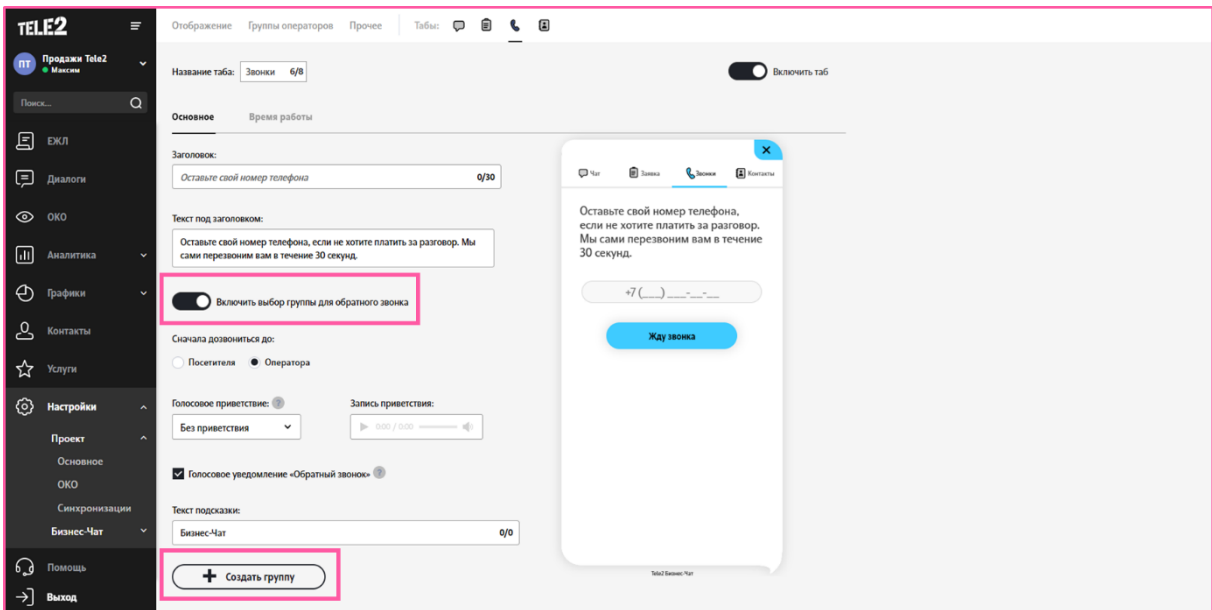 TELE2
ПТ
Продажи Tele2
Максим
Поиск...
ЕЖЛ
Диалоги
ОКО
Аналитика
Графики
Контакты
Услуги
Настройки
Проект
Основное
ОКО
Синхронизации
Бизнес-Чат
Помощь
Выход
Отображение Группы операторов Прочее Табы:
Название таба: Звонки 6/8
Включить таб
Основное Время работы
Заголовок:
Оставьте свой номер телефона 0/30
Текст под заголовком:
Оставьте свой номер телефона, если не хотите платить за разговор. Мы
сами перезвоним вам в течение 30 секунд.
Включить выбор группы для обратного звонка
Сначала дозвониться до:
Посетителя Оператора
Голосовое приветствие: ? Запись приветствия:
Без приветствия 0:00 / 0:00
Голосовое уведомление «Обратный звонок» ?
Текст подсказки:
Бизнес-Чат 0/0
+ Создать группу
Чат Заявка Звонки Контакты
Оставьте свой номер телефона,
если не хотите платить за разговор.
Мы сами перезвоним вам в течение
30 секунд.
+7 (___) ___-__-__
Жду звонка
Tele2 Бизнес-Чат